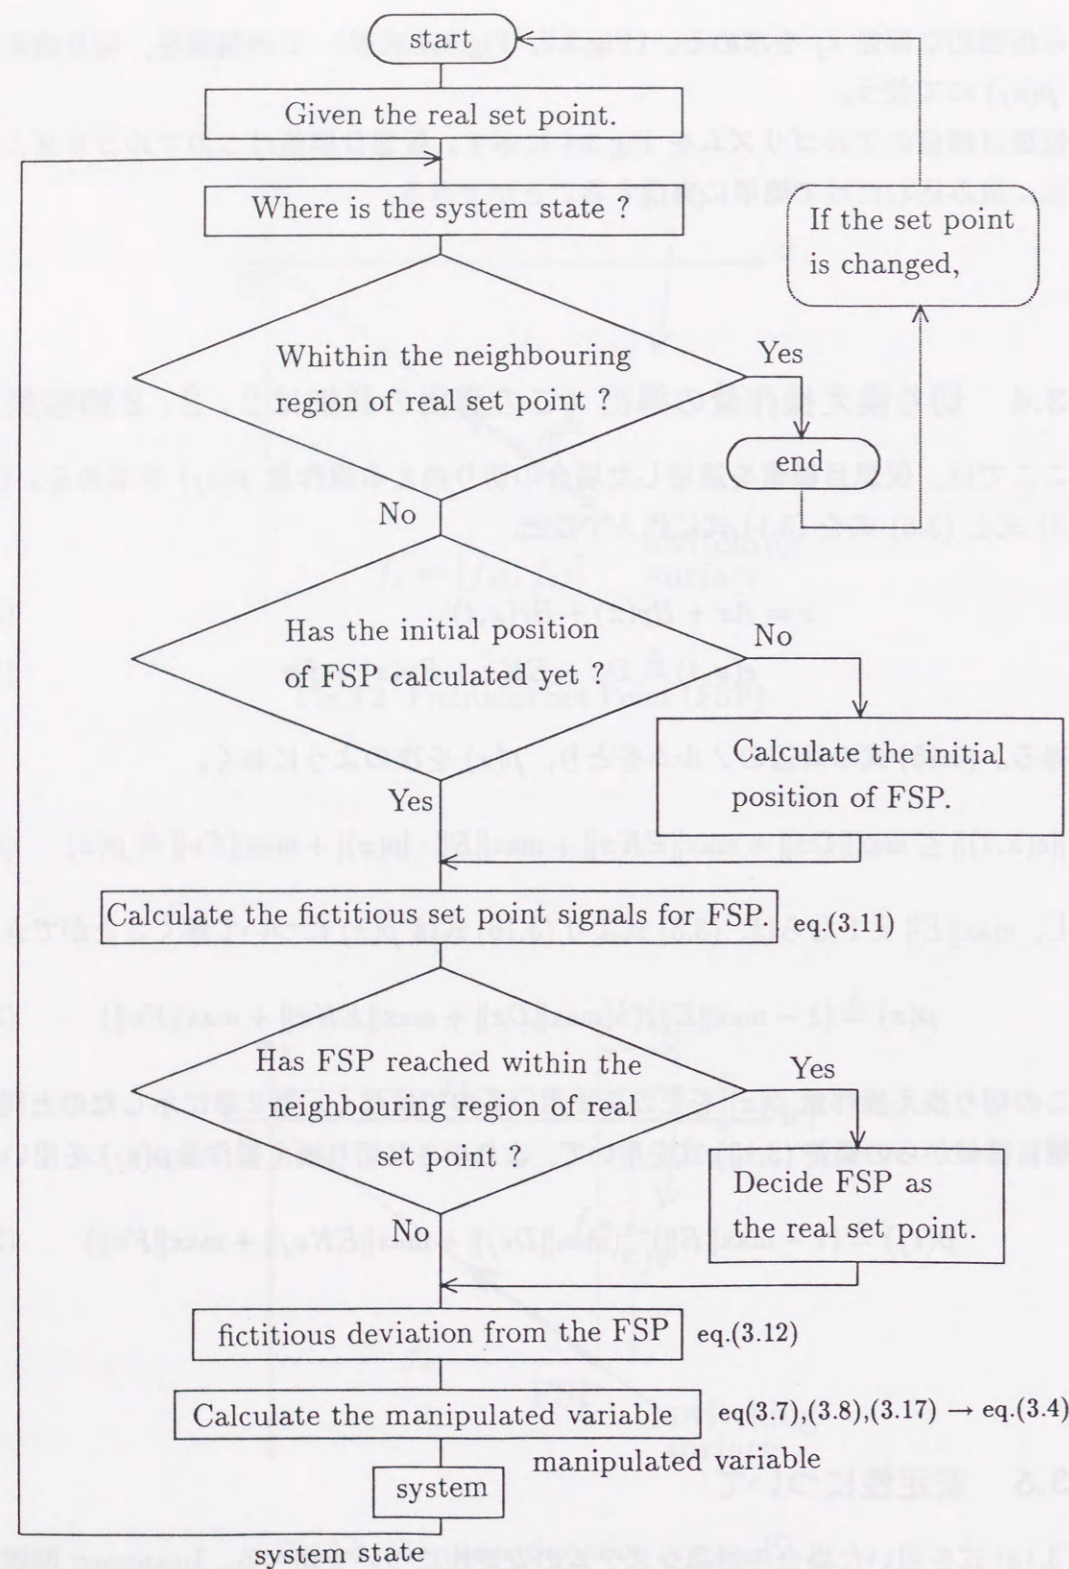 start
Given the real set point.
Where is the system state ?
If the set point
is changed,
Whithin the neighbouring
region of real set point ?
Yes
end
No
Has the initial position
of FSP calculated yet ?
No
Calculate the initial
position of FSP.
Yes
Calculate the fictitious set point signals for FSP. eq.(3.11)
Has FSP reached within the
neighbouring region of real
set point ?
Yes
Decide FSP as
the real set point.
No
fictitious deviation from the FSP eq.(3.12)
Calculate the manipulated variable eq(3.7),(3.8),(3.17) → eq.(3.4)
manipulated variable
system
system state